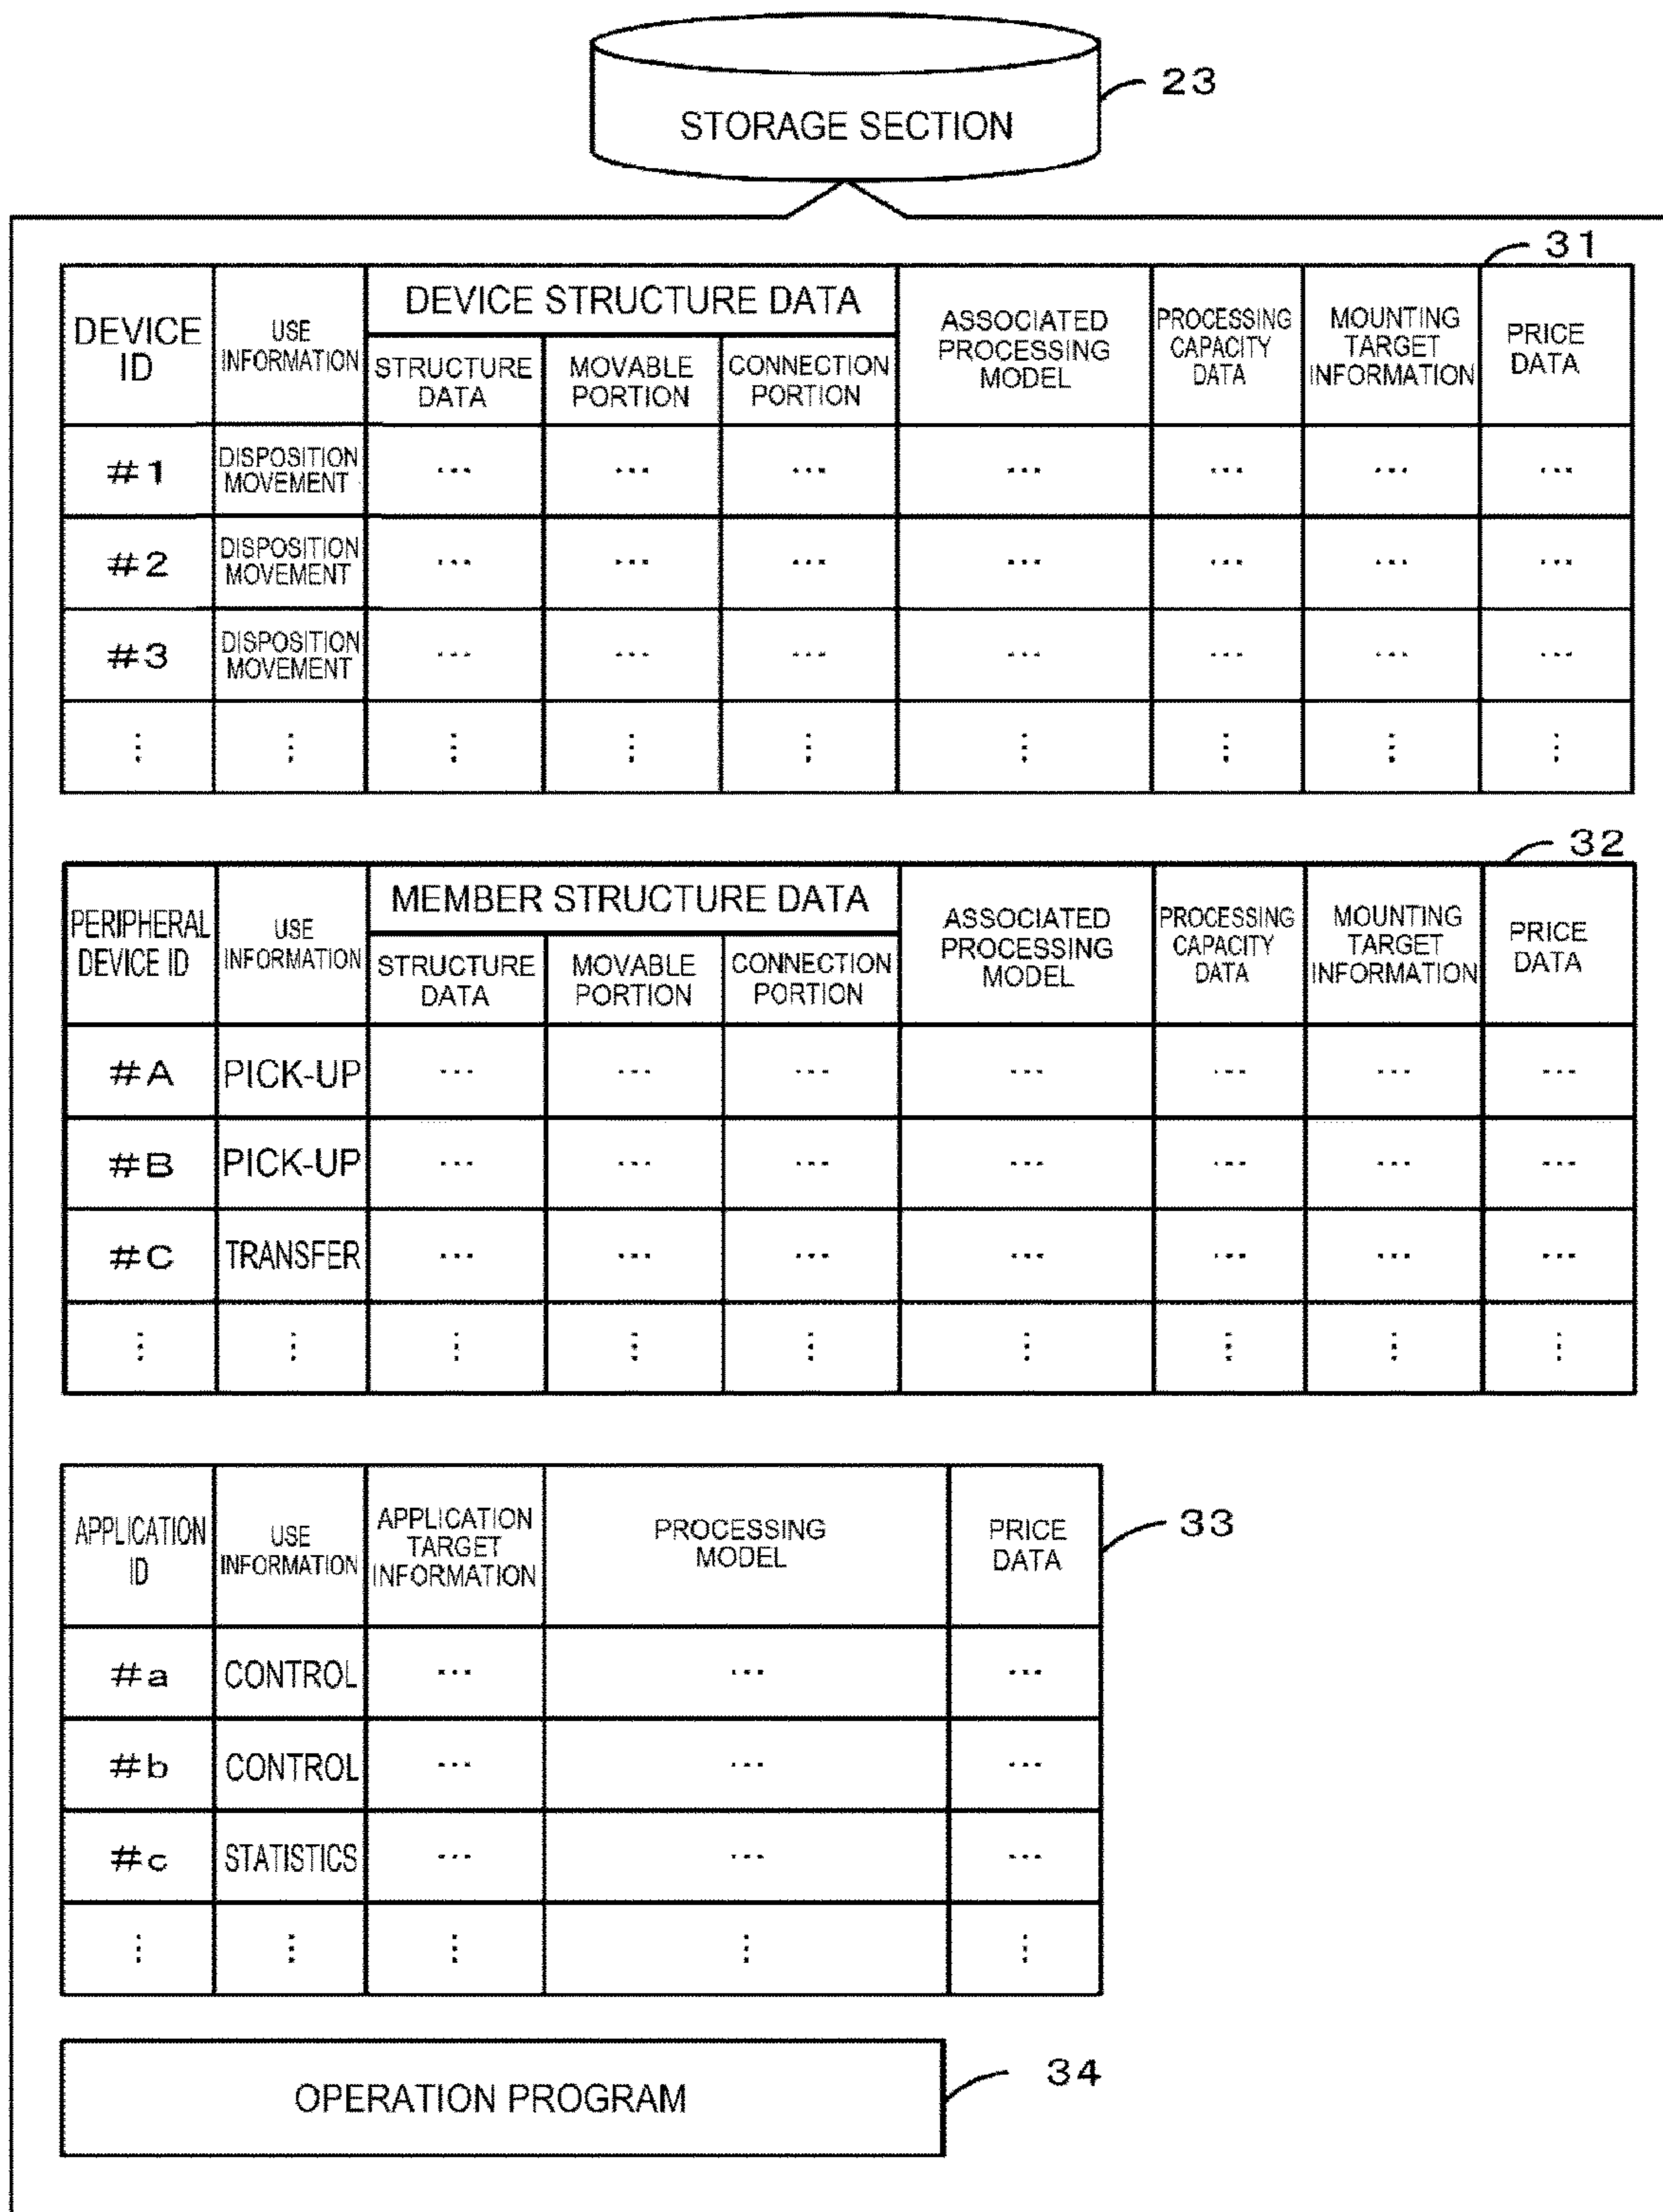 23
STORAGE SECTION
31
DEVICE ID
USE INFORMATION
DEVICE STRUCTURE DATA
STRUCTURE DATA
MOVABLE PORTION
CONNECTION PORTION
ASSOCIATED PROCESSING MODEL
PROCESSING CAPACITY DATA
MOUNTING TARGET INFORMATION
PRICE DATA
#1 DISPOSITION MOVEMENT ... ... ... ... ... ... ...
#2 DISPOSITION MOVEMENT ... ... ... ... ... ... ...
#3 DISPOSITION MOVEMENT ... ... ... ... ... ... ...
⋮ ⋮ ⋮ ⋮ ⋮ ⋮ ⋮ ⋮ ⋮
32
PERIPHERAL DEVICE ID
USE INFORMATION
MEMBER STRUCTURE DATA
STRUCTURE DATA
MOVABLE PORTION
CONNECTION PORTION
ASSOCIATED PROCESSING MODEL
PROCESSING CAPACITY DATA
MOUNTING TARGET INFORMATION
PRICE DATA
#A PICK-UP ... ... ... ... ... ... ...
#B PICK-UP ... ... ... ... ... ... ...
#C TRANSFER ... ... ... ... ... ... ...
⋮ ⋮ ⋮ ⋮ ⋮ ⋮ ⋮ ⋮ ⋮
33
APPLICATION ID
USE INFORMATION
APPLICATION TARGET INFORMATION
PROCESSING MODEL
PRICE DATA
#a CONTROL ... ... ...
#b CONTROL ... ... ...
#c STATISTICS ... ... ...
⋮ ⋮ ⋮ ⋮ ⋮
OPERATION PROGRAM
34